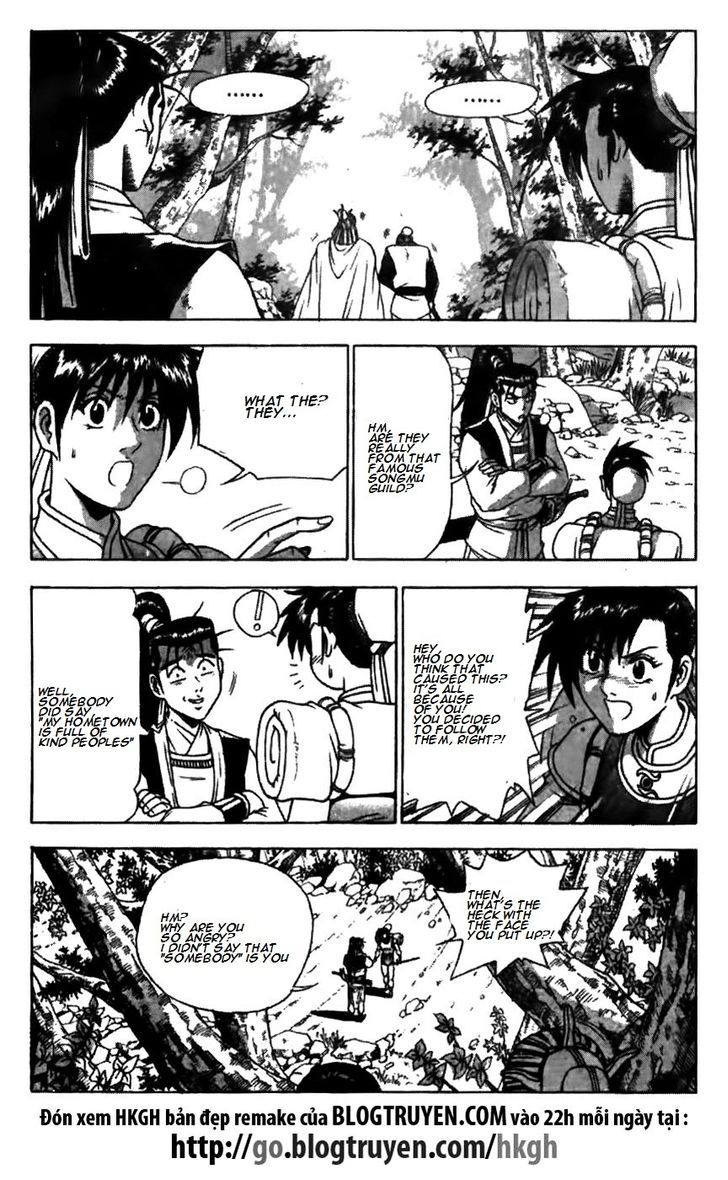 ......
......
WHAT THE?
THEY...
HM,
ARE THEY
REALLY
FROM THAT
FAMOUS
SONGMU
GUILD?
WELL,
SOMEBODY
DID SAY
"MY HOMETOWN
IS FULL OF
KIND PEOPLES"
!
HEY,
WHO DO YOU
THINK THAT
CAUSED THIS?
IT'S ALL
BECAUSE
OF YOU!
YOU DECIDED
TO FOLLOW
THEM, RIGHT?!
HM?
WHY ARE YOU
SO ANGRY?
I DIDN'T SAY THAT
"SOMEBODY" IS YOU
THEN,
WHAT'S THE
HECK WITH
THE FACE
YOU PUT UP?!
Đón xem HKGH bản đẹp remake của BLOGTRUYEN.COM vào 22h mỗi ngày tại :
http://go.blogtruyen.com/hkgh